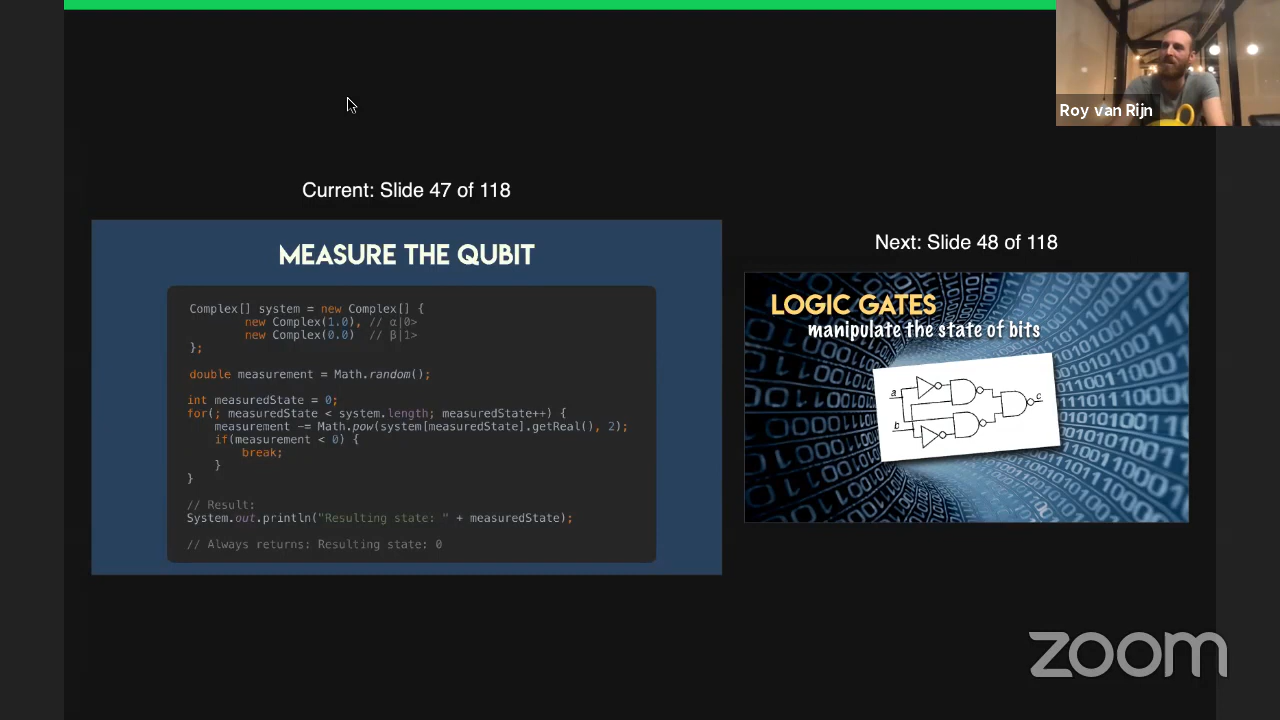 Roy van Rijn
Current: Slide 47 of 118
MEASURE THE QUBIT
Complex[] system = new Complex[] {
new Complex(1.0), // α|0>
new Complex(0.0)  // β|1>
};
double measurement = Math.random();
int measuredState = 0;
for(; measuredState < system.length; measuredState++) {
measurement -= Math.pow(system[measuredState].getReal(), 2);
if(measurement < 0) {
break;
}
}
// Result:
System.out.println("Resulting state: " + measuredState);
// Always returns: Resulting state: 0
Next: Slide 48 of 118
LOGIC GATES
manipulate the state of bits
a
b
c
zoom